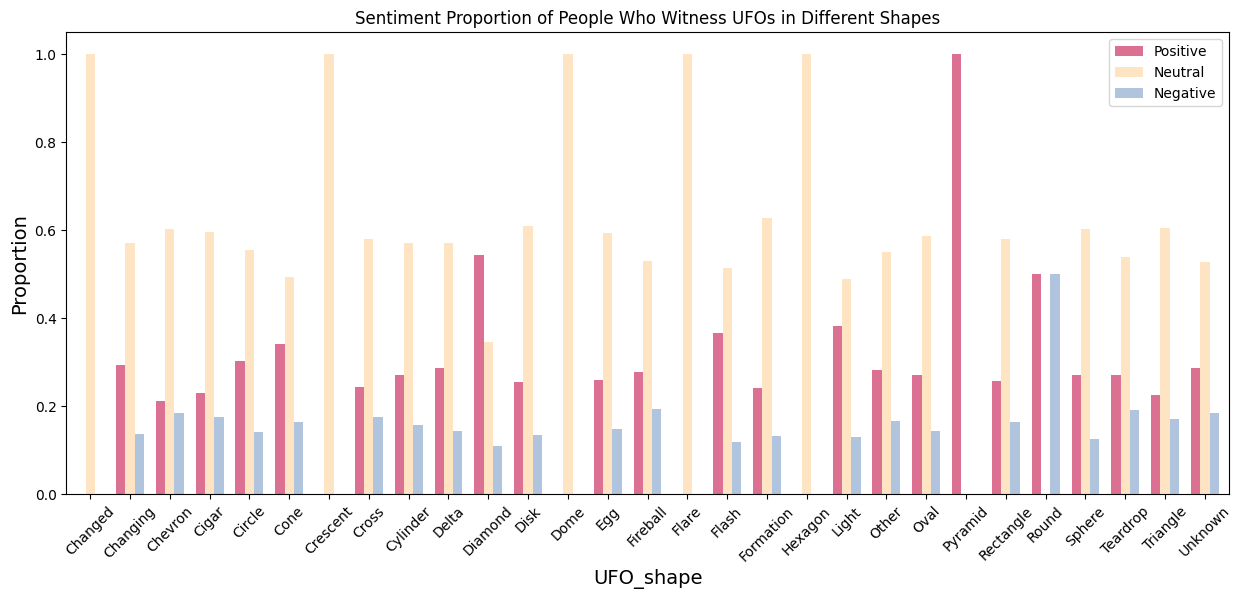 Sentiment Proportion of People Who Witness UFOs in Different Shapes
Positive
Neutral
Negative
Proportion
1.0
0.8
0.6
0.4
0.2
0.0
Changed
Changing
Chevron
Cigar
Circle
Cone
Crescent
Cross
Cylinder
Delta
Diamond
Disk
Dome
Egg
Fireball
Flare
Flash
Formation
Hexagon
Light
Other
Oval
Pyramid
Rectangle
Round
Sphere
Teardrop
Triangle
Unknown
UFO_shape